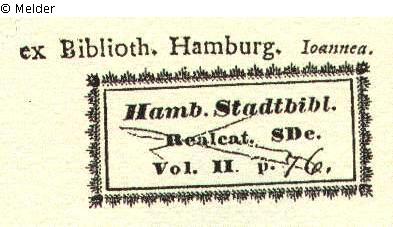 © Melder
ex Biblioth. Hamburg. Ioannea.
Hamb. Stadtbibl.
Realcat. SDe.
Vol. II p. 76.